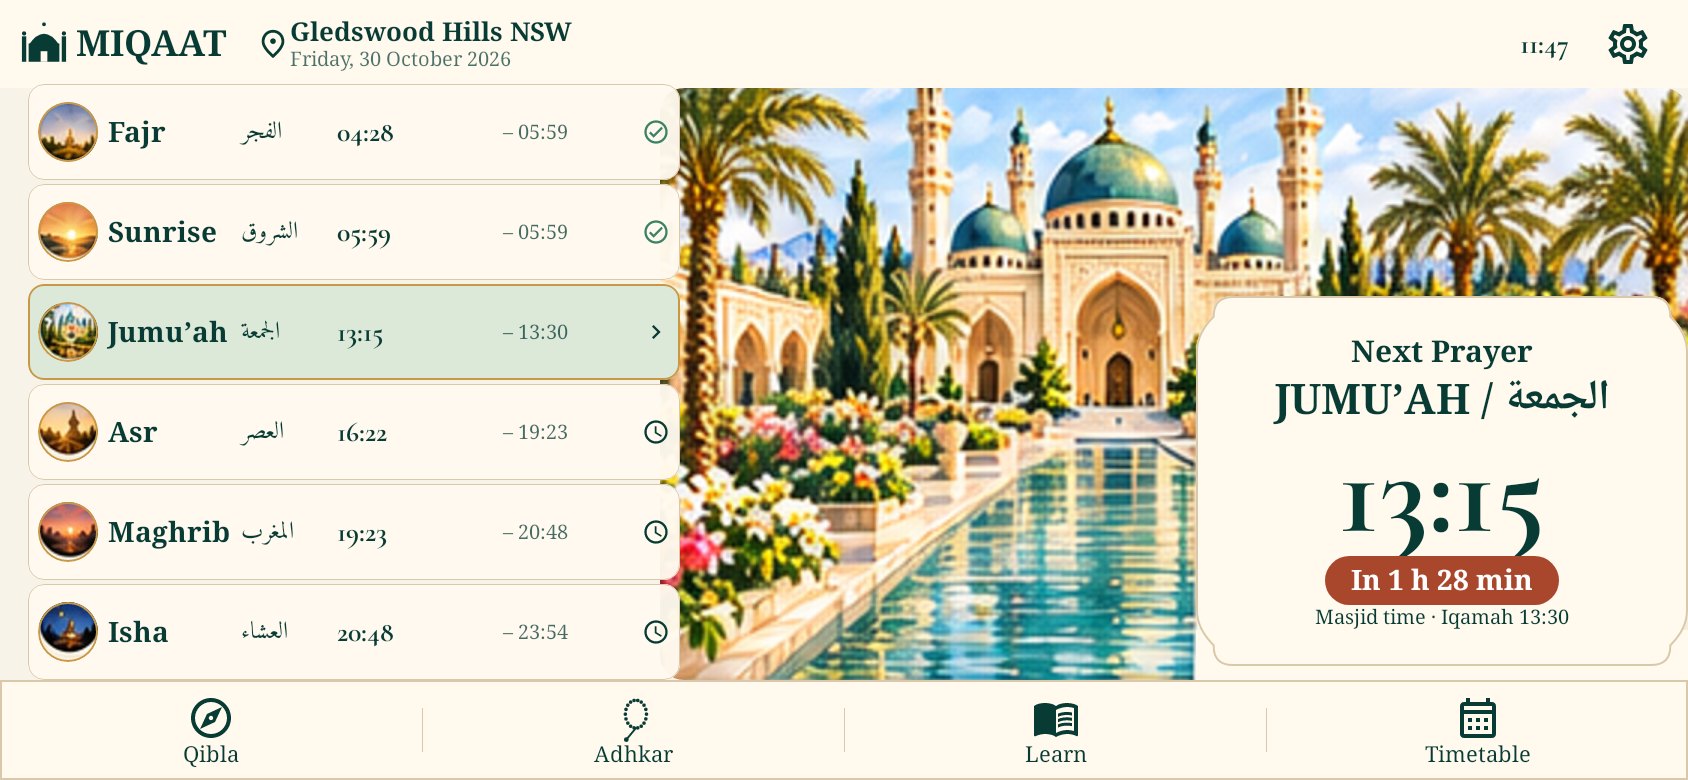 MIQAAT
Gledswood Hills NSW
Friday, 30 October 2026
11:47
Fajr الفجر 04:28 – 05:59
Sunrise الشروق 05:59 – 05:59
Jumu’ah الجمعة 13:15 – 13:30
Asr العصر 16:22 – 19:23
Maghrib المغرب 19:23 – 20:48
Isha العشاء 20:48 – 23:54
Next Prayer
JUMU’AH / الجمعة
13:15
In 1 h 28 min
Masjid time · Iqamah 13:30
Qibla
Adhkar
Learn
Timetable